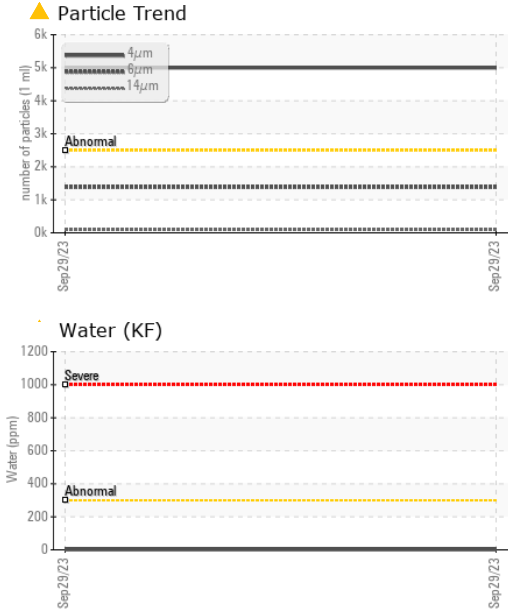 Particle Trend
6k
5k
4k
3k
2k
1k
0k
number of particles (1 ml)
4µm
6µm
14µm
Abnormal
Sep29/23
Sep29/23
Water (KF)
1200
1000
800
600
400
200
0
Water (ppm)
Severe
Abnormal
Sep29/23
Sep29/23